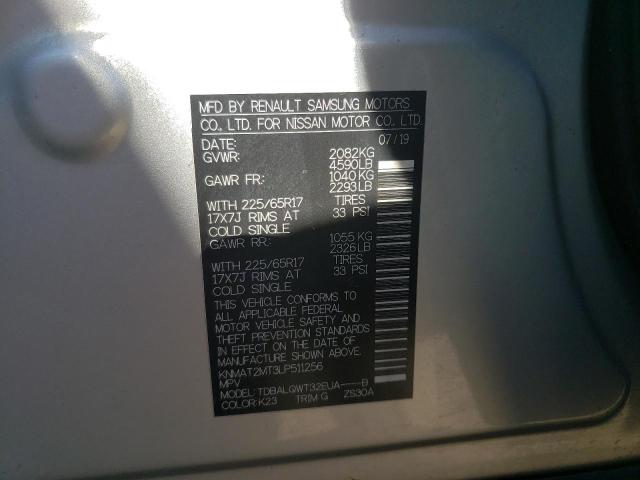 MFD BY RENAULT SAMSUNG MOTORS
CO., LTD. FOR NISSAN MOTOR CO., LTD.
DATE: 07/19
GVWR: 2082KG
4590LB
GAWR FR: 1040KG
2293LB
WITH 225/65R17 TIRES
17X7J RIMS AT 33 PSI
COLD SINGLE
GAWR RR: 1055KG
2326LB
WITH 225/65R17 TIRES
17X7J RIMS AT 33 PSI
COLD SINGLE
THIS VEHICLE CONFORMS TO
ALL APPLICABLE FEDERAL
MOTOR VEHICLE SAFETY AND
THEFT PREVENTION STANDARDS
IN EFFECT ON THE DATE OF
MANUFACTURE SHOWN ABOVE.
KNMAT2MT3LP511256
MPV
MODEL: TDBALGWT32EUA----B
COLOR: K23 TRIM G ZS30A